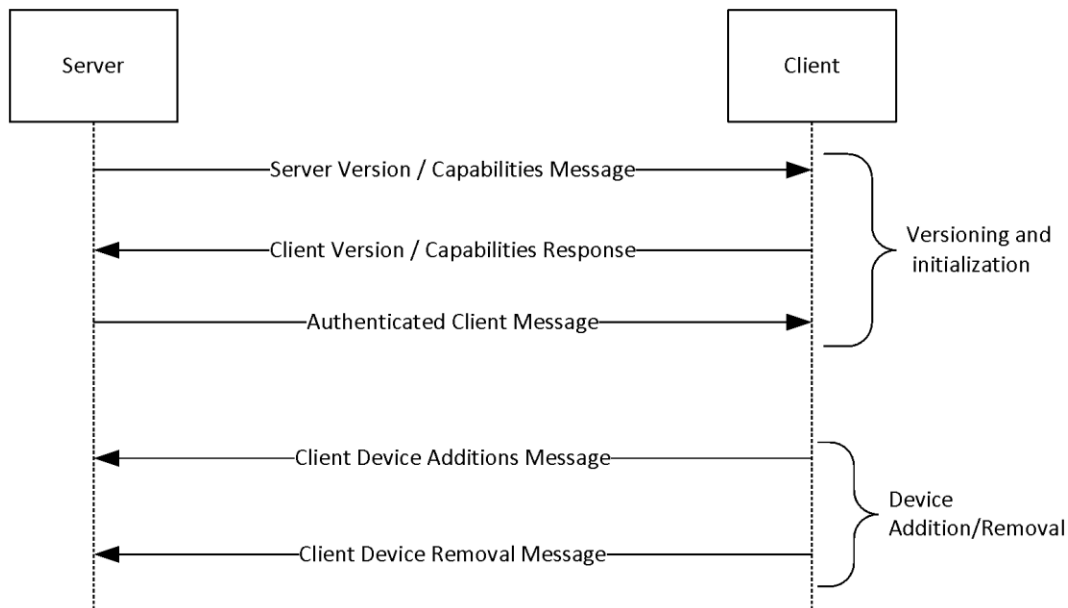 Server
Client
Server Version / Capabilities Message
Client Version / Capabilities Response
Authenticated Client Message
Versioning and
initialization
Client Device Additions Message
Client Device Removal Message
Device
Addition/Removal